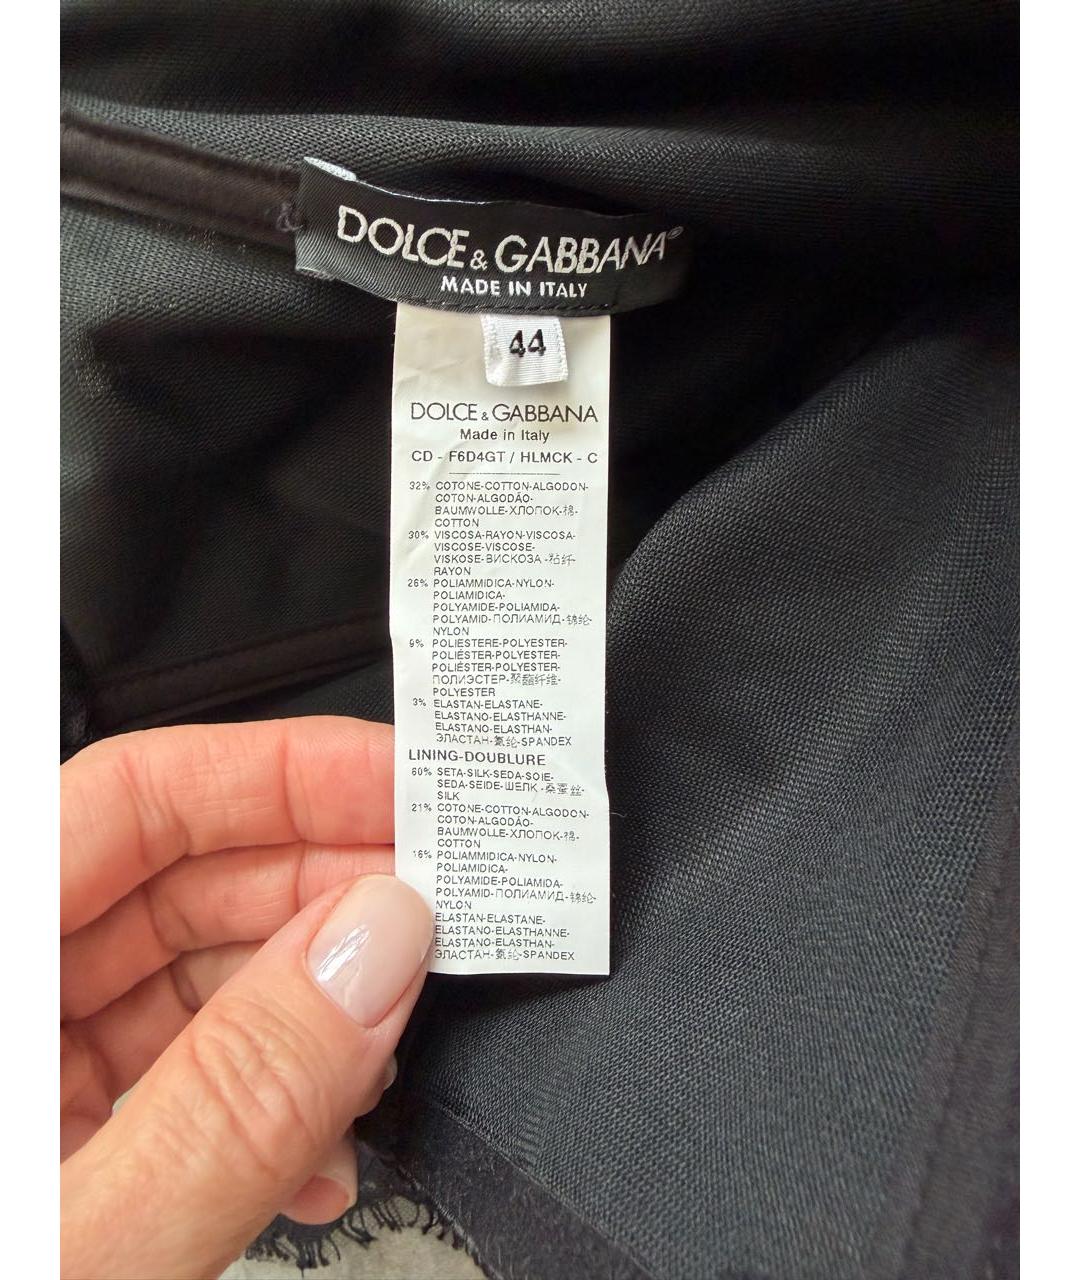 DOLCE & GABBANA®
MADE IN ITALY
44
DOLCE & GABBANA
Made in Italy
CD - F6D4GT / HLMCK - C
32% COTONE-COTTON-ALGODON-
COTON-ALGODÃO-
BAUMWOLLE-ХЛОПОК-棉-
COTTON
30% VISCOSA-RAYON-VISCOSA-
VISCOSE-VISCOSE-
VISKOSE-ВИСКОЗА-粘纤-
RAYON
26% POLIAMMIDICA-NYLON-
POLIAMIDICA-
POLYAMIDE-POLIAMIDA-
POLYAMID-ПОЛИАМИД-锦纶-
NYLON
9% POLIESTERE-POLYESTER-
POLIÉSTER-POLYESTER-
POLIÉSTER-POLYESTER-
ПОЛИЭСТЕР-聚酯纤维-
POLYESTER
3% ELASTAN-ELASTANE-
ELASTANO-ELASTHANNE-
ELASTANO-ELASTHAN-
ЭЛАСТАН-氨纶-SPANDEX
LINING-DOUBLURE
60% SETA-SILK-SEDA-SOIE-
SEDA-SEIDE-ШЕЛК-桑蚕丝-
SILK
21% COTONE-COTTON-ALGODON-
COTON-ALGODÃO-
BAUMWOLLE-ХЛОПОК-棉-
COTTON
16% POLIAMMIDICA-NYLON-
POLIAMIDICA-
POLYAMIDE-POLIAMIDA-
POLYAMID-ПОЛИАМИД-锦纶-
NYLON
ELASTAN-ELASTANE-
ELASTANO-ELASTHANNE-
ELASTANO-ELASTHAN-
ЭЛАСТАН-氨纶-SPANDEX